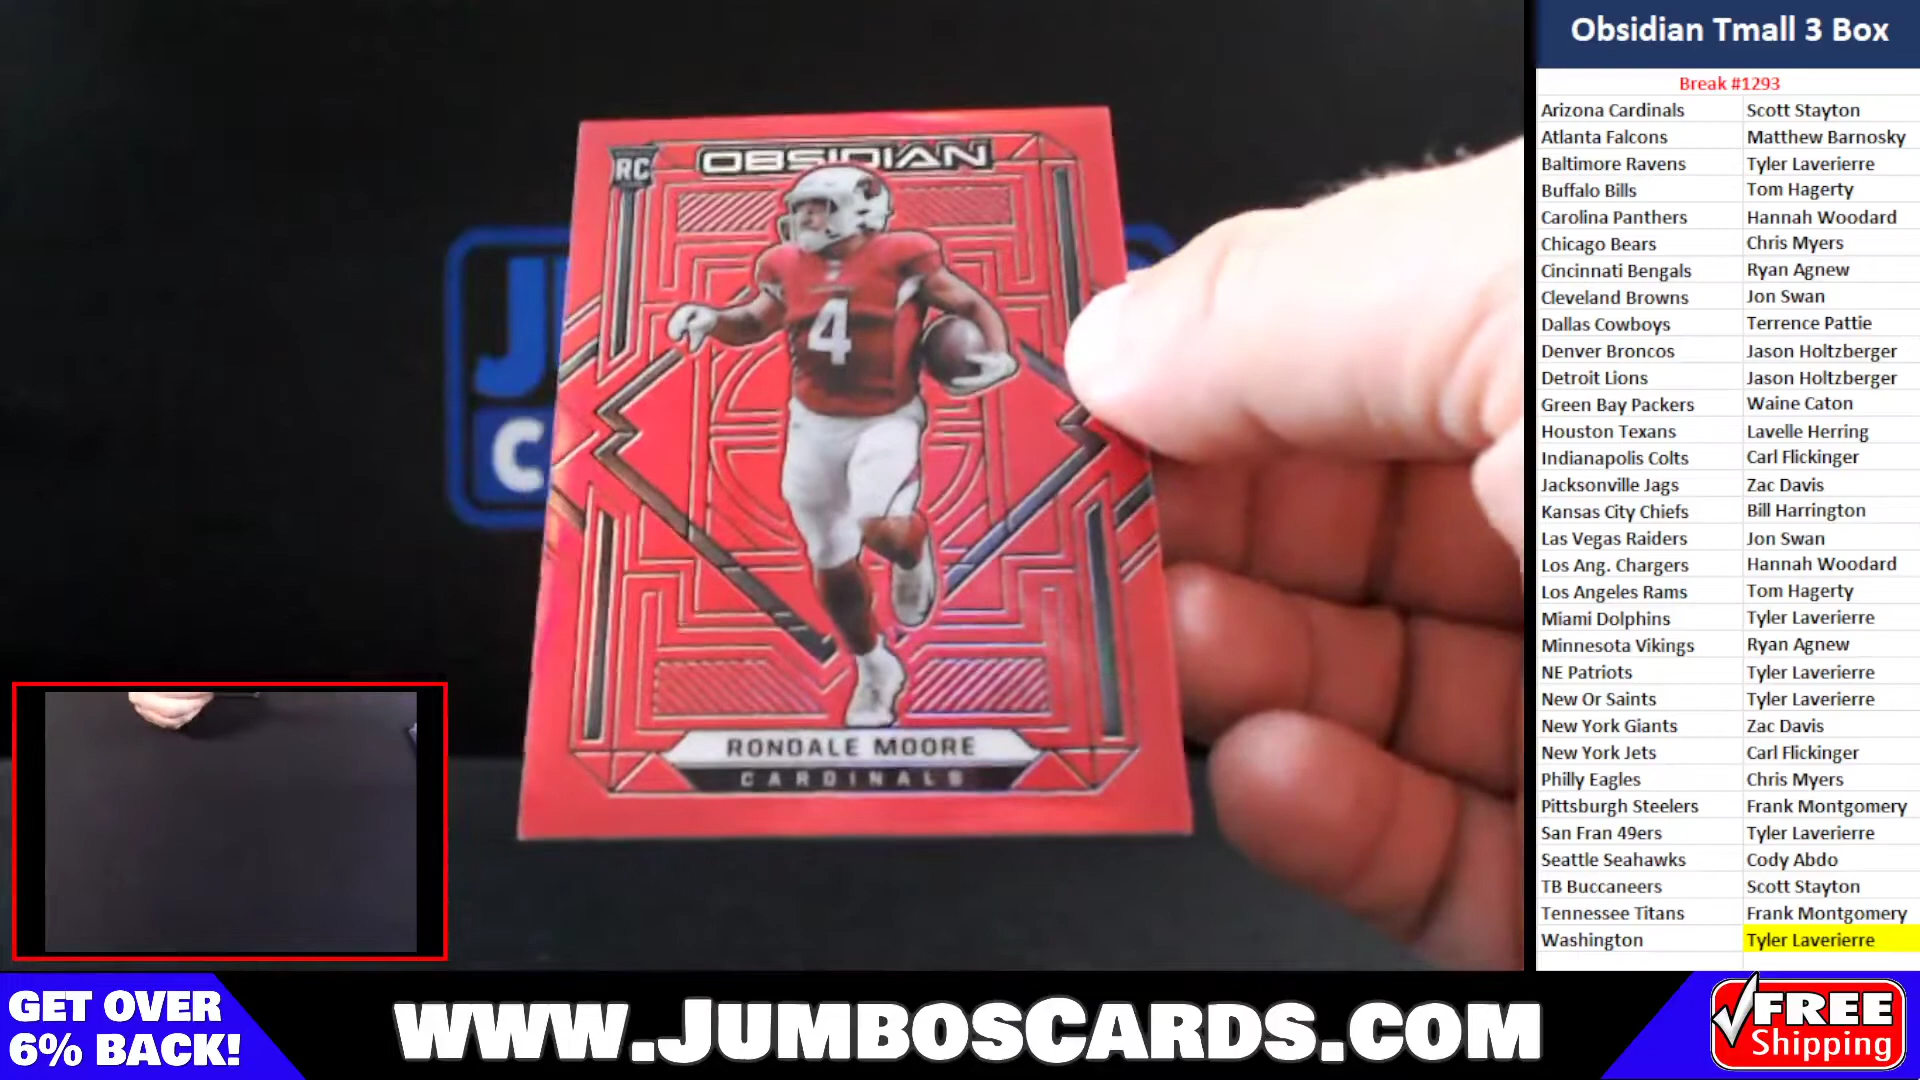 Obsidian Tmall 3 Box
Break #1293
Arizona Cardinals Scott Stayton
Atlanta Falcons Matthew Barnosky
Baltimore Ravens Tyler Laverierre
Buffalo Bills Tom Hagerty
Carolina Panthers Hannah Woodard
Chicago Bears Chris Myers
Cincinnati Bengals Ryan Agnew
Cleveland Browns Jon Swan
Dallas Cowboys Terrence Pattie
Denver Broncos Jason Holtzberger
Detroit Lions Jason Holtzberger
Green Bay Packers Waine Caton
Houston Texans Lavelle Herring
Indianapolis Colts Carl Flickinger
Jacksonville Jags Zac Davis
Kansas City Chiefs Bill Harrington
Las Vegas Raiders Jon Swan
Los Ang. Chargers Hannah Woodard
Los Angeles Rams Tom Hagerty
Miami Dolphins Tyler Laverierre
Minnesota Vikings Ryan Agnew
NE Patriots Tyler Laverierre
New Or Saints Tyler Laverierre
New York Giants Zac Davis
New York Jets Carl Flickinger
Philly Eagles Chris Myers
Pittsburgh Steelers Frank Montgomery
San Fran 49ers Tyler Laverierre
Seattle Seahawks Cody Abdo
TB Buccaneers Scott Stayton
Tennessee Titans Frank Montgomery
Washington Tyler Laverierre
RC OBSIDIAN
4
RONDALE MOORE
CARDINALS
GET OVER
6% BACK!
WWW.JUMBOSCARDS.COM
FREE
Shipping